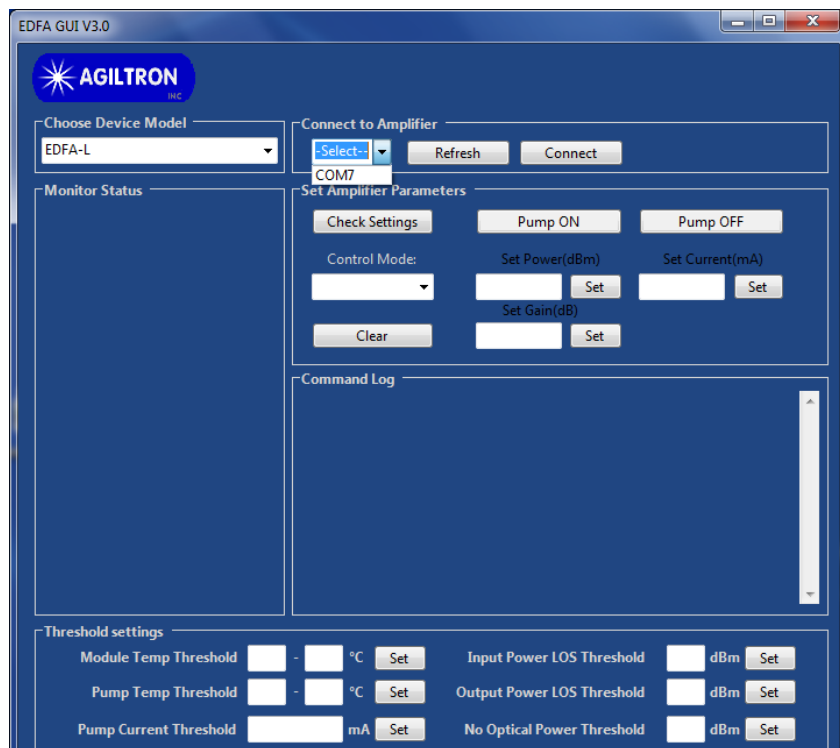 EDFA GUI V3.0
AGILTRON
INC
Choose Device Model
EDFA-L
Connect to Amplifier
-Select--
COM7
Refresh
Connect
Monitor Status
Set Amplifier Parameters
Check Settings
Pump ON
Pump OFF
Control Mode:
Set Power(dBm)
Set Current(mA)
Set
Set
Set Gain(dB)
Clear
Set
Command Log
Threshold settings
Module Temp Threshold - °C Set
Input Power LOS Threshold dBm Set
Pump Temp Threshold - °C Set
Output Power LOS Threshold dBm Set
Pump Current Threshold mA Set
No Optical Power Threshold dBm Set